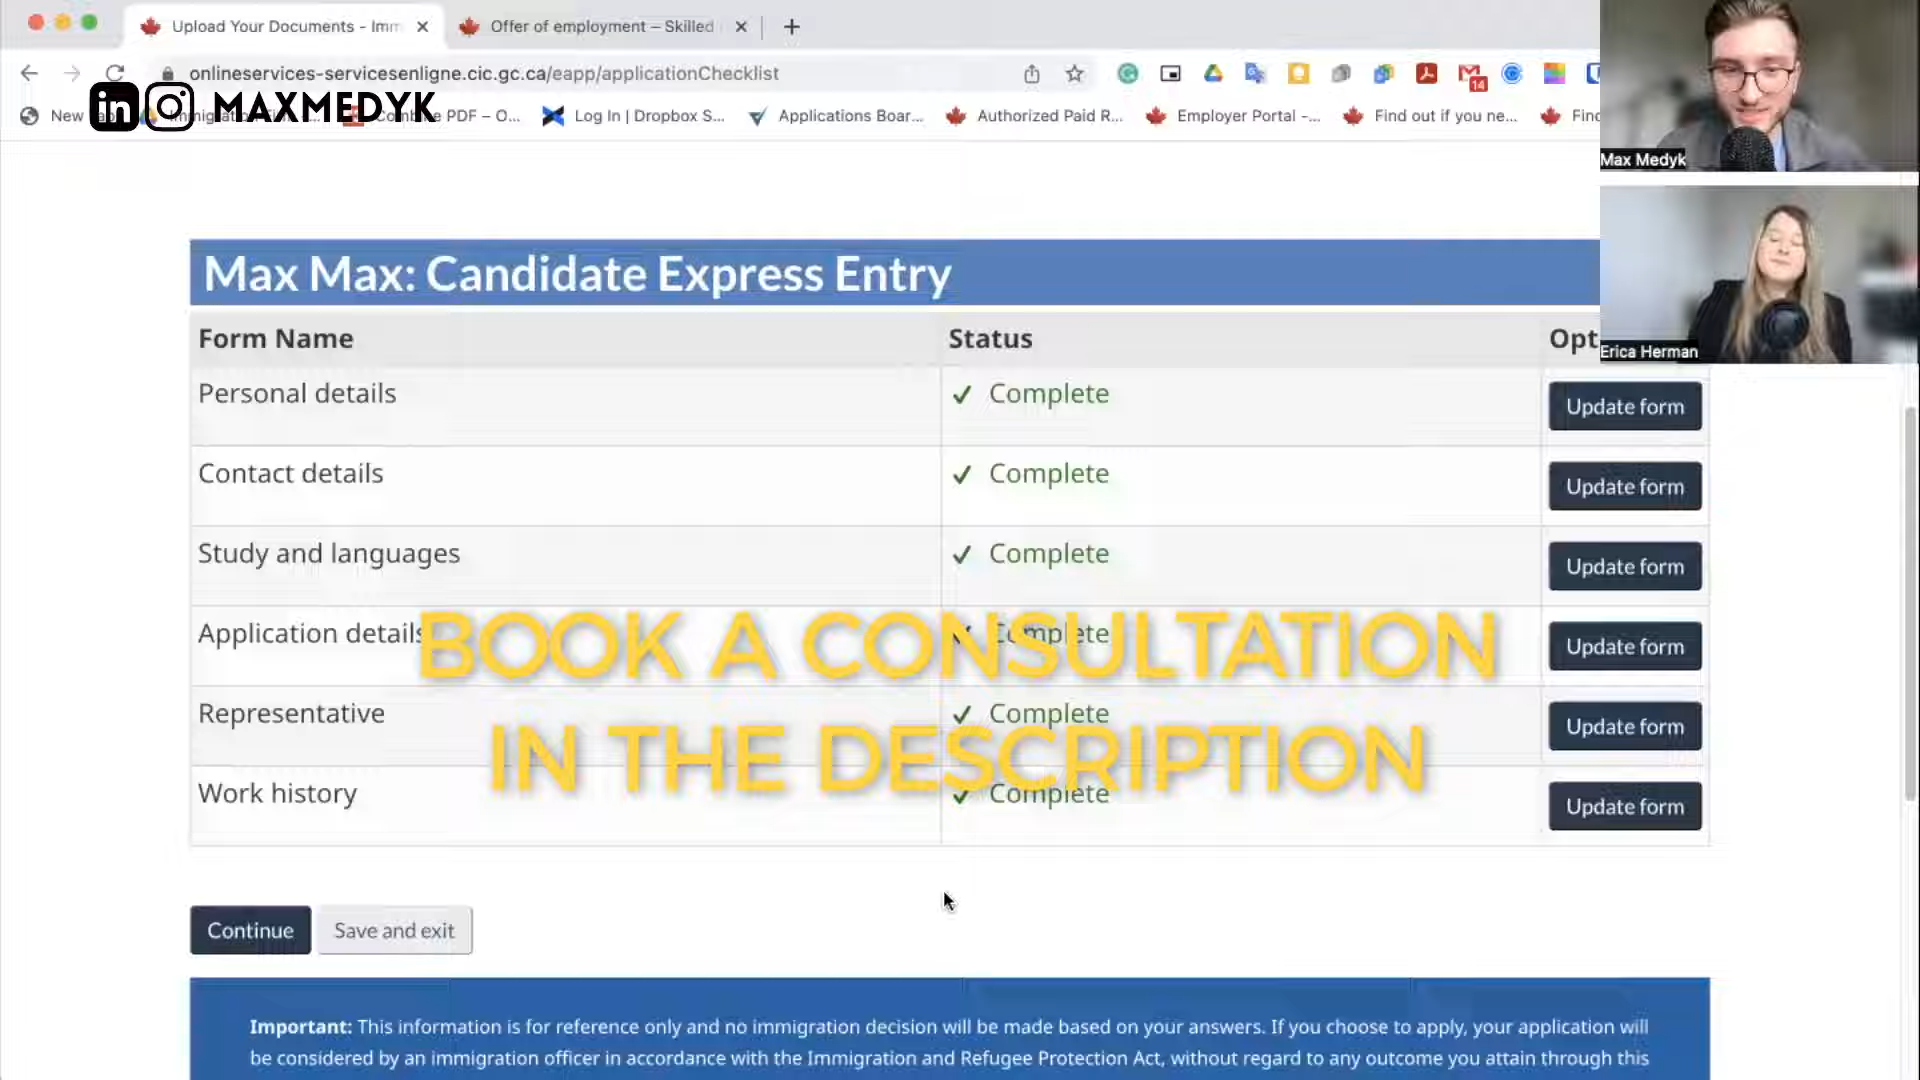 Upload Your Documents - Imm
Offer of employment – Skilled
onlineservices-servicesenligne.cic.gc.ca/eapp/applicationChecklist
14
in MAXMEDYK
New
PDF – O...
Log In | Dropbox S...
Applications Boar...
Authorized Paid R...
Employer Portal -...
Find out if you ne...
Max Medyk
Erica Herman
Max Max: Candidate Express Entry
Form Name
Status
Opt
Personal details
Complete
Update form
Contact details
Complete
Update form
Study and languages
Complete
Update form
Application details
Complete
Update form
BOOK A CONSULTATION
Representative
Complete
Update form
IN THE DESCRIPTION
Work history
Complete
Update form
Continue
Save and exit
Important: This information is for reference only and no immigration decision will be made based on your answers. If you choose to apply, your application will
be considered by an immigration officer in accordance with the Immigration and Refugee Protection Act, without regard to any outcome you attain through this